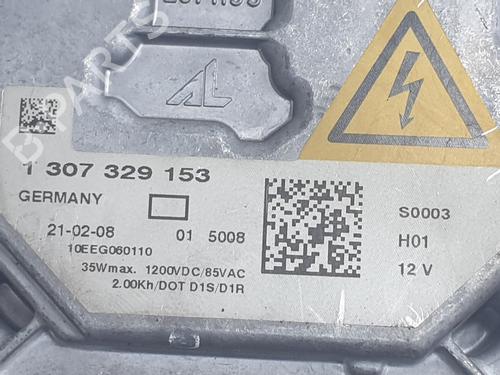 AL
1 307 329 153
GERMANY
21-02-08 01 5008
10EEG060110
35Wmax. 1200VDC/85VAC
2.00Kh/DOT D1S/D1R
S0003
H01
12 V
B-PARTS